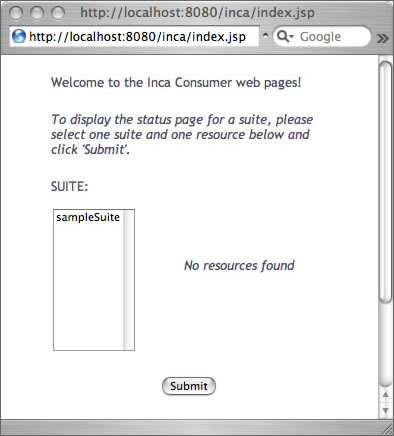 http://localhost:8080/inca/index.jsp
http://localhost:8080/inca/index.jsp
Google
Welcome to the Inca Consumer web pages!
To display the status page for a suite, please
select one suite and one resource below and
click 'Submit'.
SUITE:
sampleSuite
No resources found
Submit